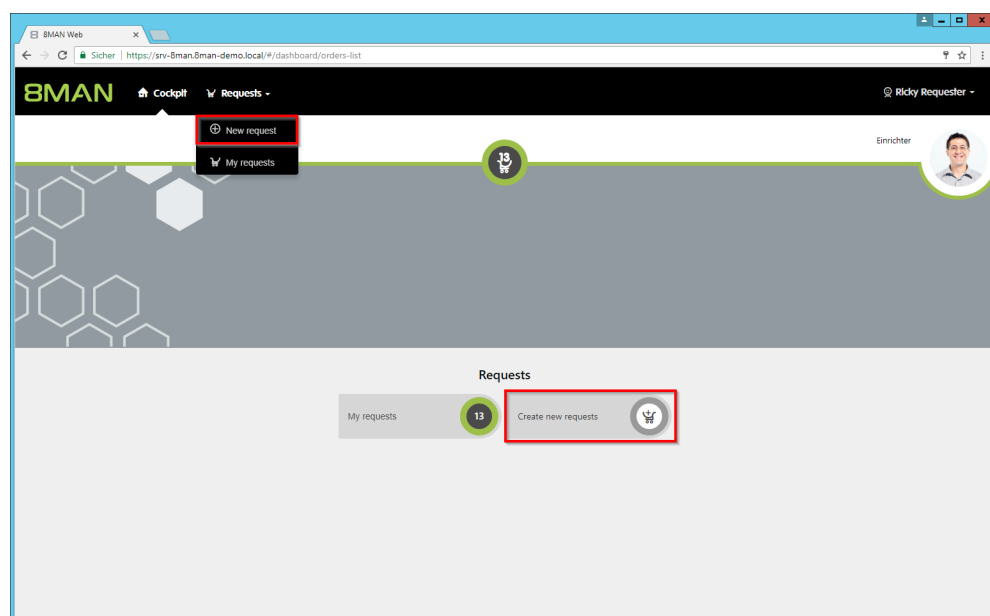 8MAN Web
Sicher | https://srv-8man.8man-demo.local/#/dashboard/orders-list
8MAN Cockpit Requests Ricky Requester
New request
My requests
Einrichter
13
Requests
My requests 13 Create new requests